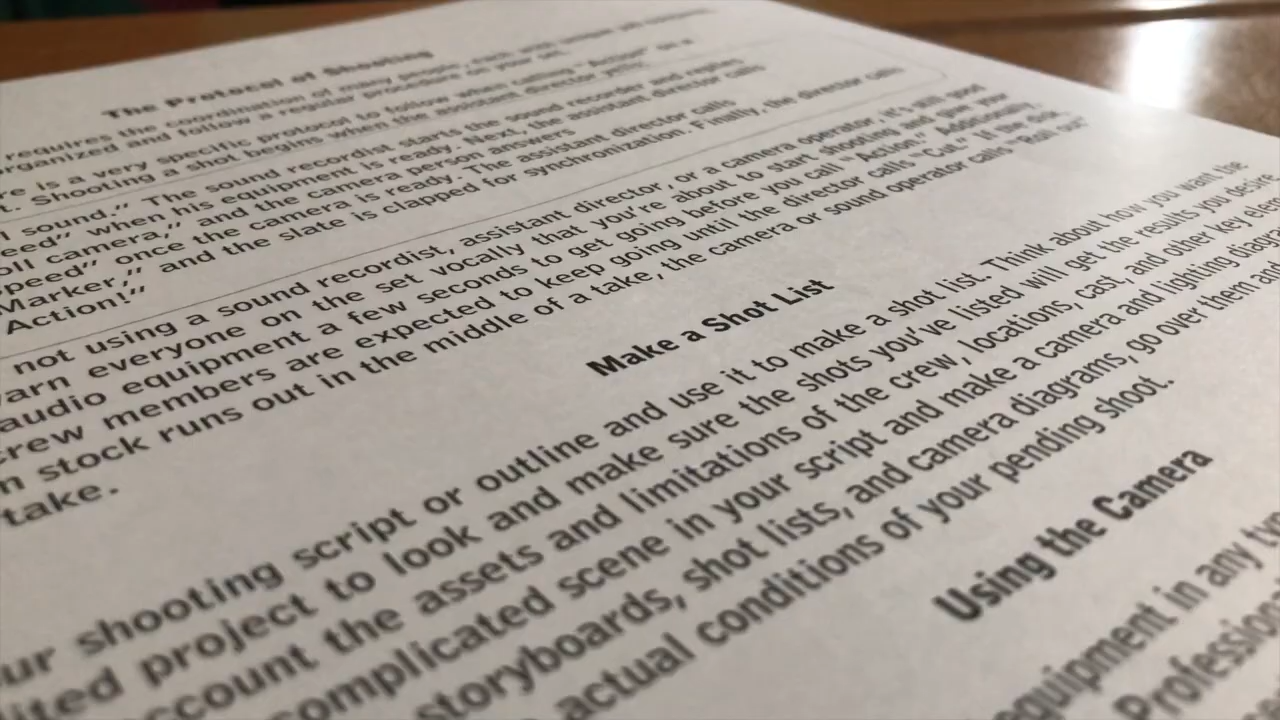 The Protocol of Shooting
requires the coordination of many people, each with unique
organized and follow a regular procedure on your set.
re is a very specific protocol to follow when calling "Action" on a
t. Shooting a shot begins when the assistant director yells:
l sound." The sound recordist starts the sound recorder and replies
eed" when his equipment is ready. Next, the assistant director calls
oll camera," and the camera person answers
peed" once the camera is ready. The assistant director calls
Marker," and the slate is clapped for synchronization. Finally, the director calls
Action!"
not using a sound recordist, assistant director, or a camera operator, it's still good
arn everyone on the set vocally that you're about to start shooting and give your
audio equipment a few seconds to get going before you call "Action." Additionally,
crew members are expected to keep going until the director calls "Cut." If the disk,
n stock runs out in the middle of a take, the camera or sound operator calls "Roll out"
take.
Make a Shot List
our shooting script or outline and use it to make a shot list. Think about how you want the
ited project to look and make sure the shots you've listed will get the results you desire.
ccount the assets and limitations of the crew, locations, cast, and other key elem
omplicated scene in your script and make a camera and lighting diagra
storyboards, shot lists, and camera diagrams, go over them and
actual conditions of your pending shoot.
Using the Camera
equipment in any ty
Professiona